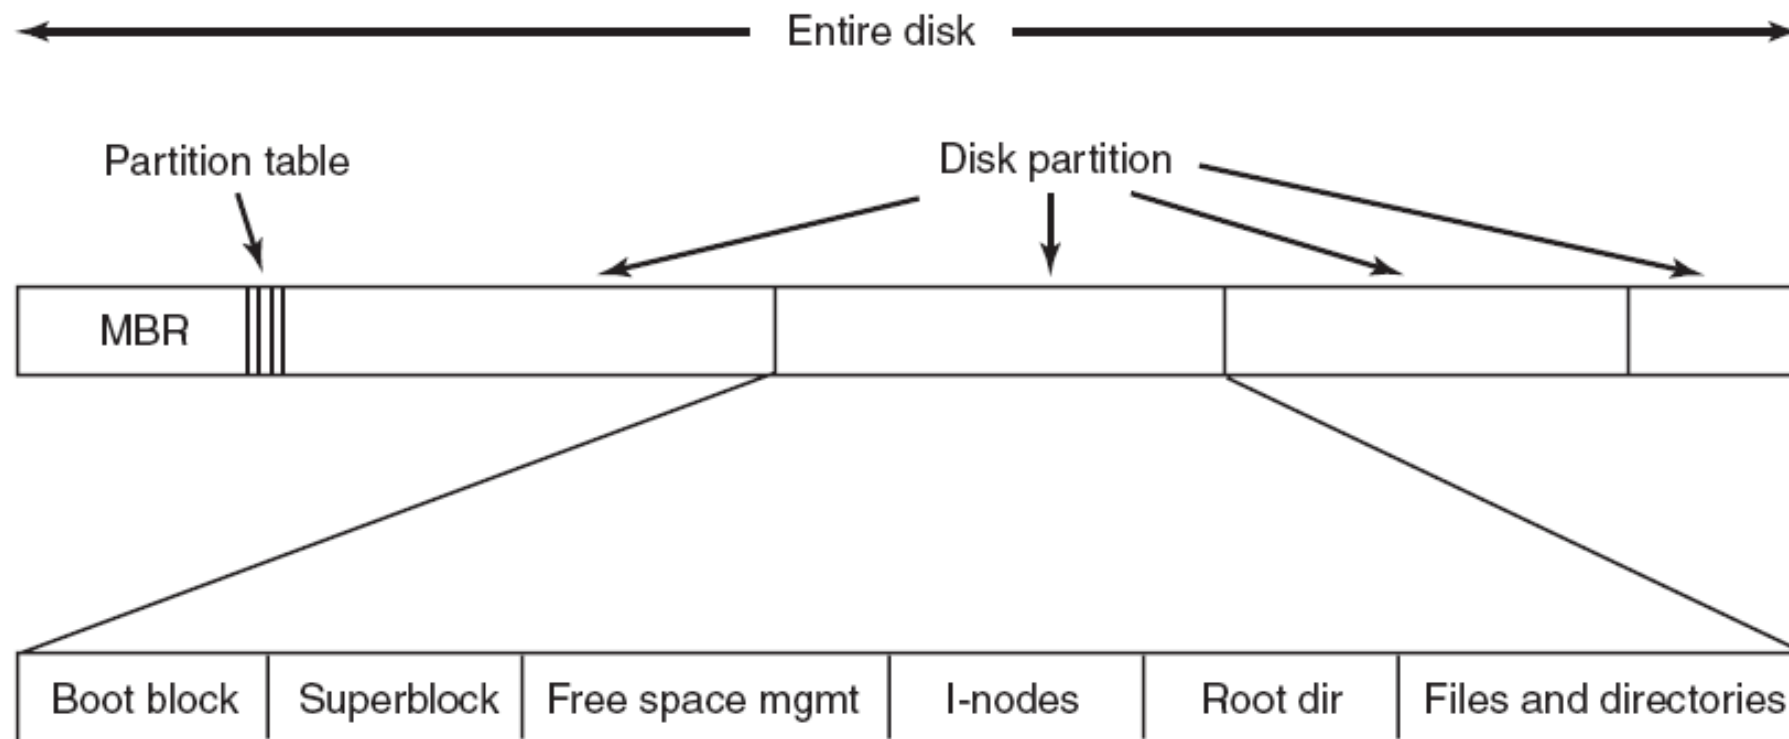 Entire disk
Partition table
Disk partition
MBR
Boot block
Superblock
Free space mgmt
I-nodes
Root dir
Files and directories